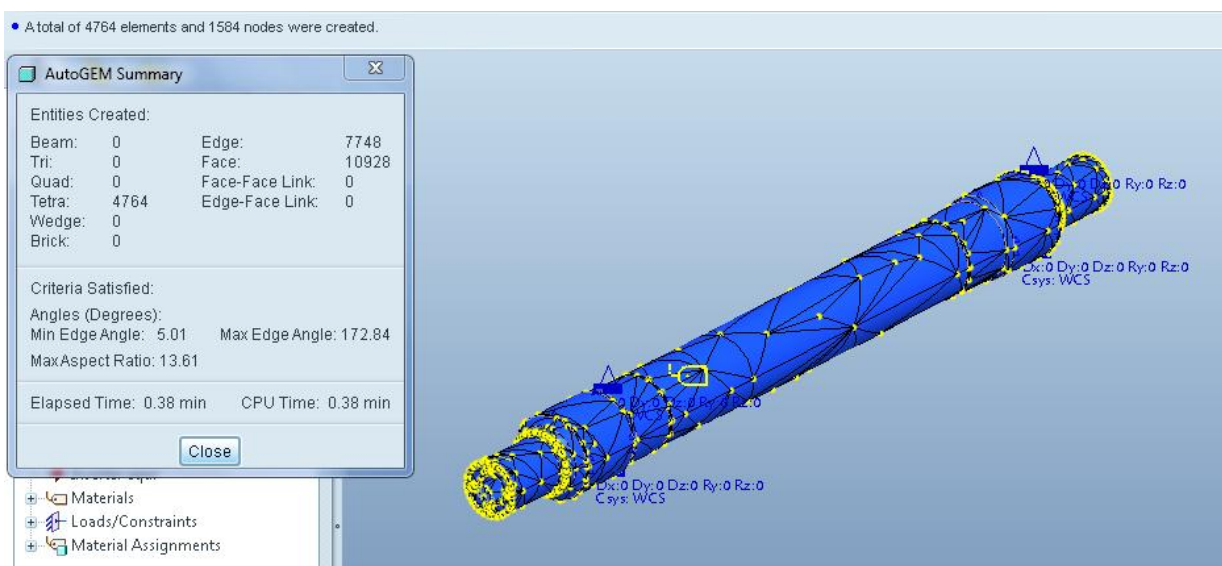 A total of 4764 elements and 1584 nodes were created.
AutoGEM Summary
Entities Created:
Beam: 0 Edge: 7748
Tri: 0 Face: 10928
Quad: 0 Face-Face Link: 0
Tetra: 4764 Edge-Face Link: 0
Wedge: 0
Brick: 0
Criteria Satisfied:
Angles (Degrees):
Min Edge Angle: 5.01 Max Edge Angle: 172.84
Max Aspect Ratio: 13.61
Elapsed Time: 0.38 min CPU Time: 0.38 min
Close
Materials
Loads/Constraints
Material Assignments
Ry:0 Rz:0
Dx:0 Dy:0 Dz:0 Ry:0 Rz:0
Csys: WCS
Dx:0 Dy:0 Dz:0 Ry:0 Rz:0
Csys: WCS